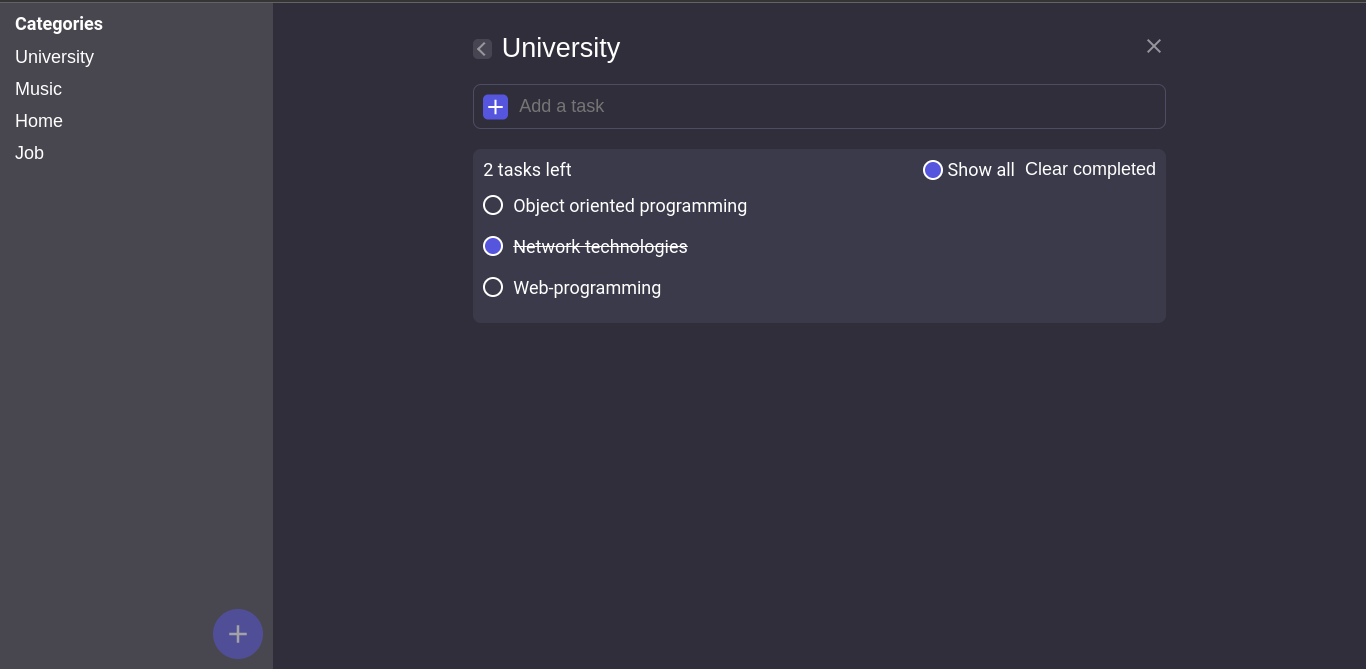 Categories
University
Music
Home
Job
University
Add a task
2 tasks left Show all Clear completed
Object oriented programming
Network technologies
Web-programming